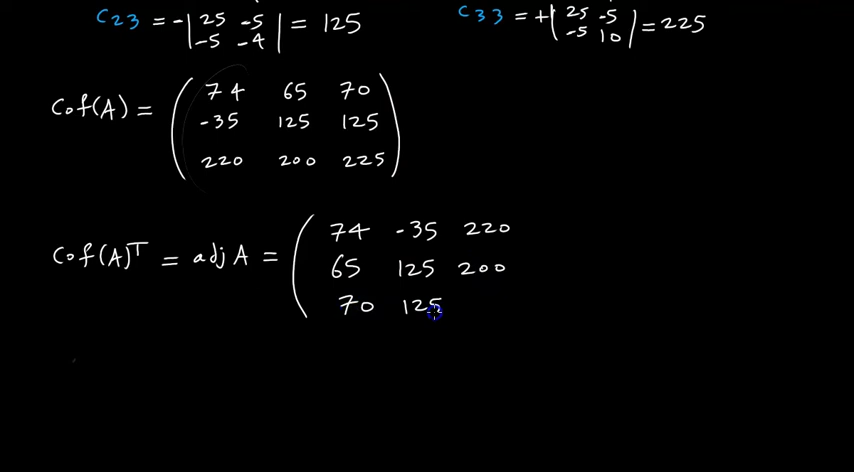 C23 = -| 25 -5 | = 125
| -5 -4 |
C33 = +| 25 -5 | = 225
| -5 10 |
Cof(A) = ( 74 65 70
-35 125 125
220 200 225 )
Cof(A)ᵀ = adj A = ( 74 -35 220
65 125 200
70 125